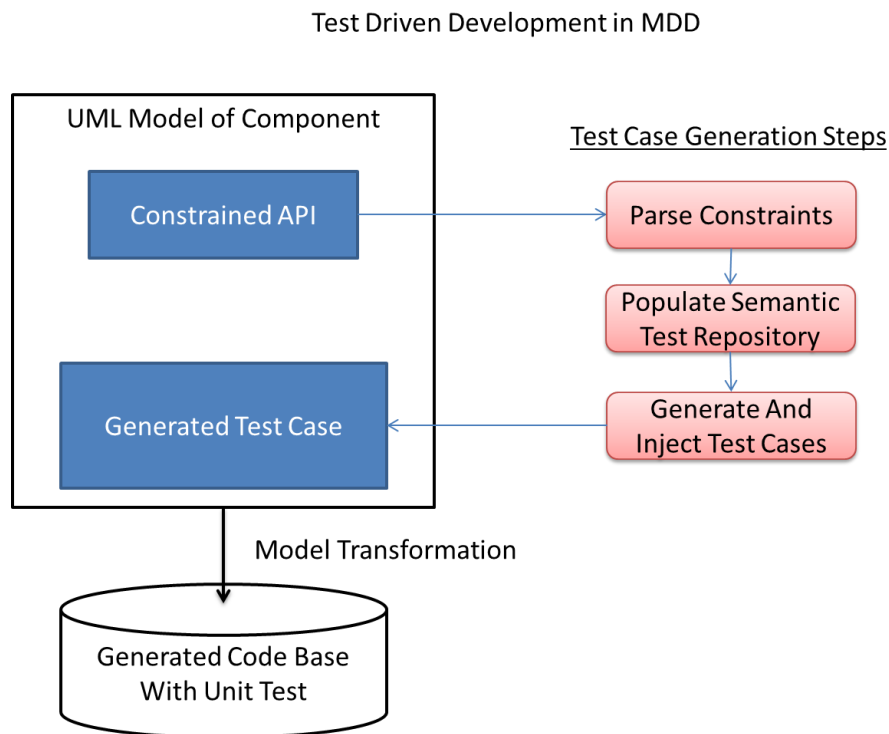 Test Driven Development in MDD
UML Model of Component
Constrained API
Generated Test Case
Test Case Generation Steps
Parse Constraints
Populate Semantic
Test Repository
Generate And
Inject Test Cases
Model Transformation
Generated Code Base
With Unit Test